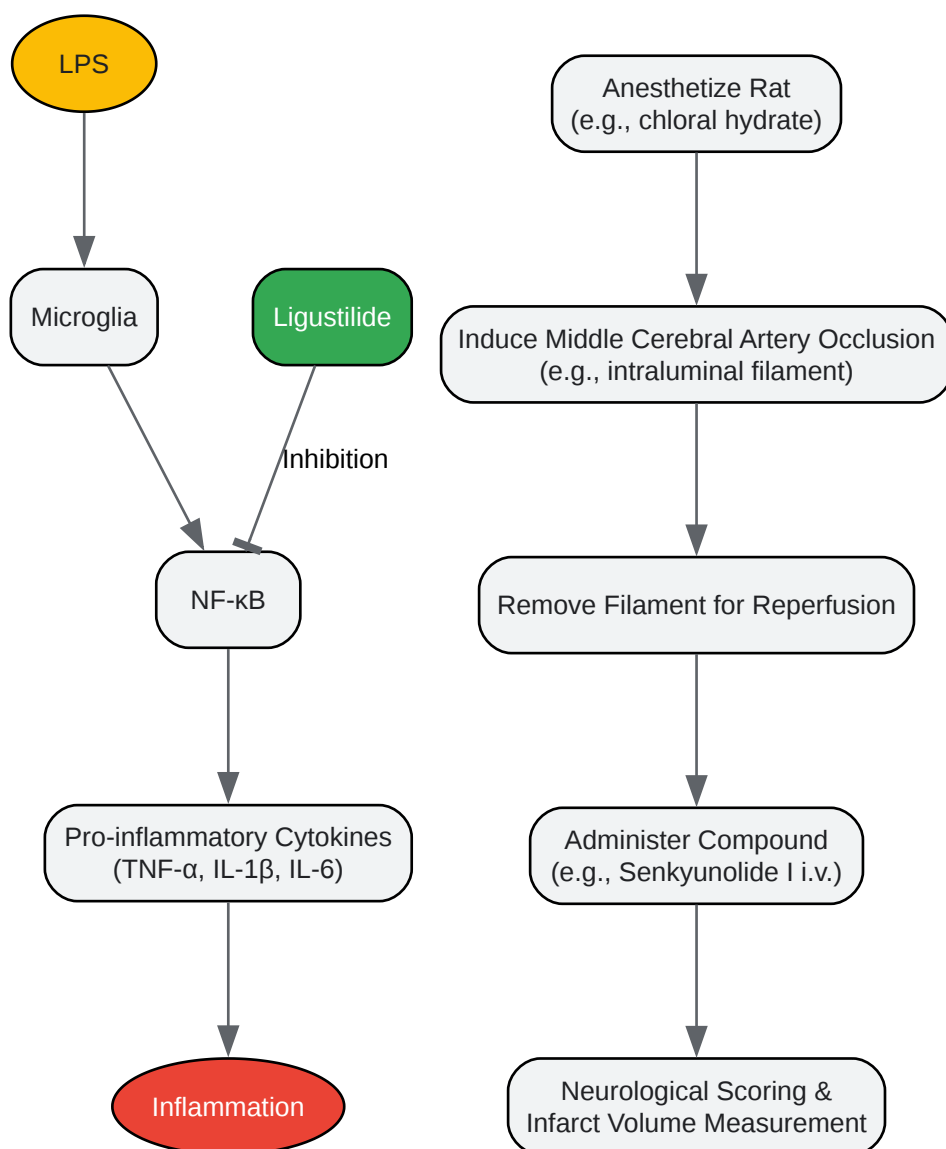 LPS
Microglia
Ligustilide
Inhibition
NF-κB
Pro-inflammatory Cytokines
(TNF-α, IL-1β, IL-6)
Inflammation
Anesthetize Rat
(e.g., chloral hydrate)
Induce Middle Cerebral Artery Occlusion
(e.g., intraluminal filament)
Remove Filament for Reperfusion
Administer Compound
(e.g., Senkyunolide I i.v.)
Neurological Scoring &
Infarct Volume Measurement